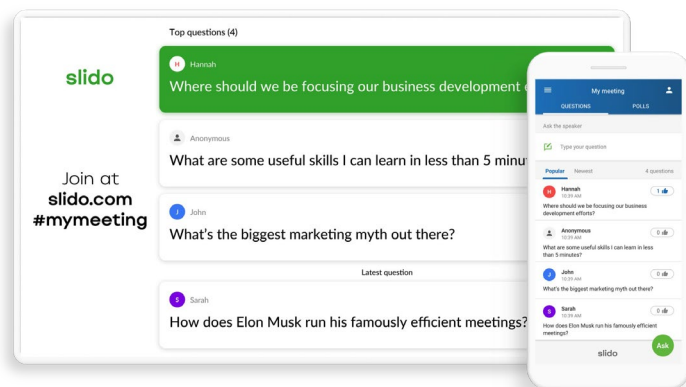 Top questions (4)
slido
Join at
slido.com
#mymeeting
H Hannah
Where should we be focusing our business development
Anonymous
What are some useful skills I can learn in less than 5
J John
What's the biggest marketing myth out there?
Latest question
S Sarah
How does Elon Musk run his famously efficient meetings?
My meeting
QUESTIONS POLLS
Ask the speaker
Type your question
Popular Newest 4 questions
H Hannah 1
10:39 AM
Where should we be focusing our business
development efforts?
Anonymous 0
10:39 AM
What are some useful skills I can learn in less
than 5 minutes?
J John 0
10:39 AM
What's the biggest marketing myth out there?
S Sarah 0
10:39 AM
How does Elon Musk run his famously efficient
meetings?
Ask
slido